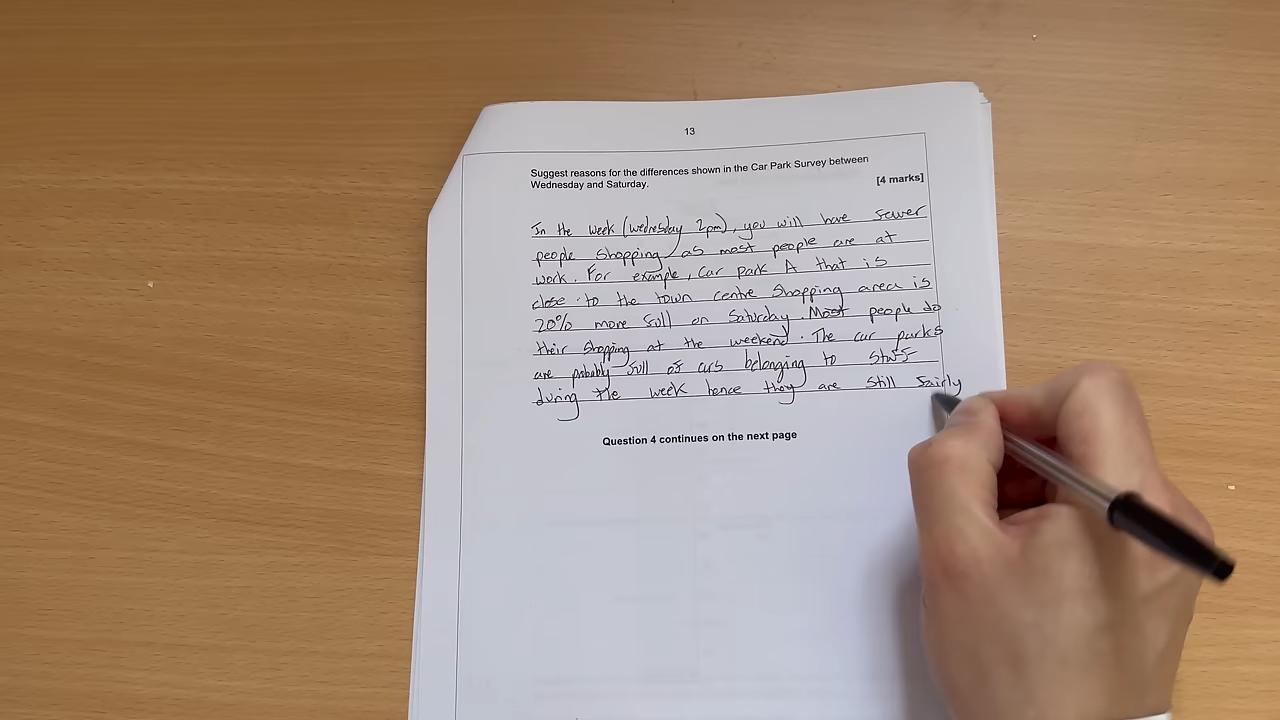 13
Suggest reasons for the differences shown in the Car Park Survey between
Wednesday and Saturday.
[4 marks]
In the week (wednesday 2pm), you will have fewer
people shopping as most people are at
work. For example, car park A that is
close to the town centre shopping area is
20% more full on Saturday. Most people do
their shopping at the weekend. The car parks
are probably full of cars belonging to staff
during the week hence they are still fairly
Question 4 continues on the next page